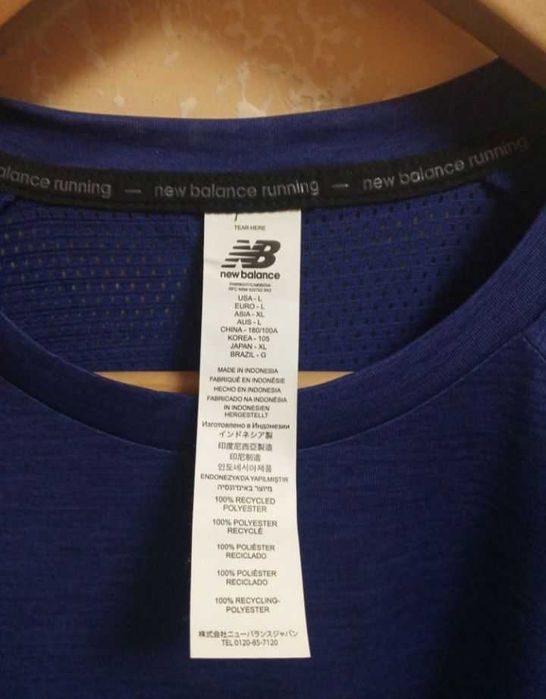 alance running — new balance running — new balance running
TEAR HERE
NB
new balance
USA - L
EURO - L
ASIA - XL
AUS - L
CHINA - 180/100A
KOREA - 105
JAPAN - XL
BRAZIL - G
MADE IN INDONESIA
FABRIQUÉ EN INDONÉSIE
HECHO EN INDONESIA
FABRICADO NA INDONÉSIA
IN INDONESIEN
HERGESTELLT
Изготовлено в Индонезии
インドネシア製
印度尼西亞製造
印尼制造
인도네시아제품
ENDONEZYA'DA YAPILMIŞTIR
מיוצר באינדונסיה
100% RECYCLED
POLYESTER
100% POLYESTER
RECYCLÉ
100% POLIÉSTER
RECICLADO
100% POLIÉSTER
RECICLADO
100% RECYCLING-
POLYESTER
株式会社ニューバランスジャパン
TEL 0120-85-7120